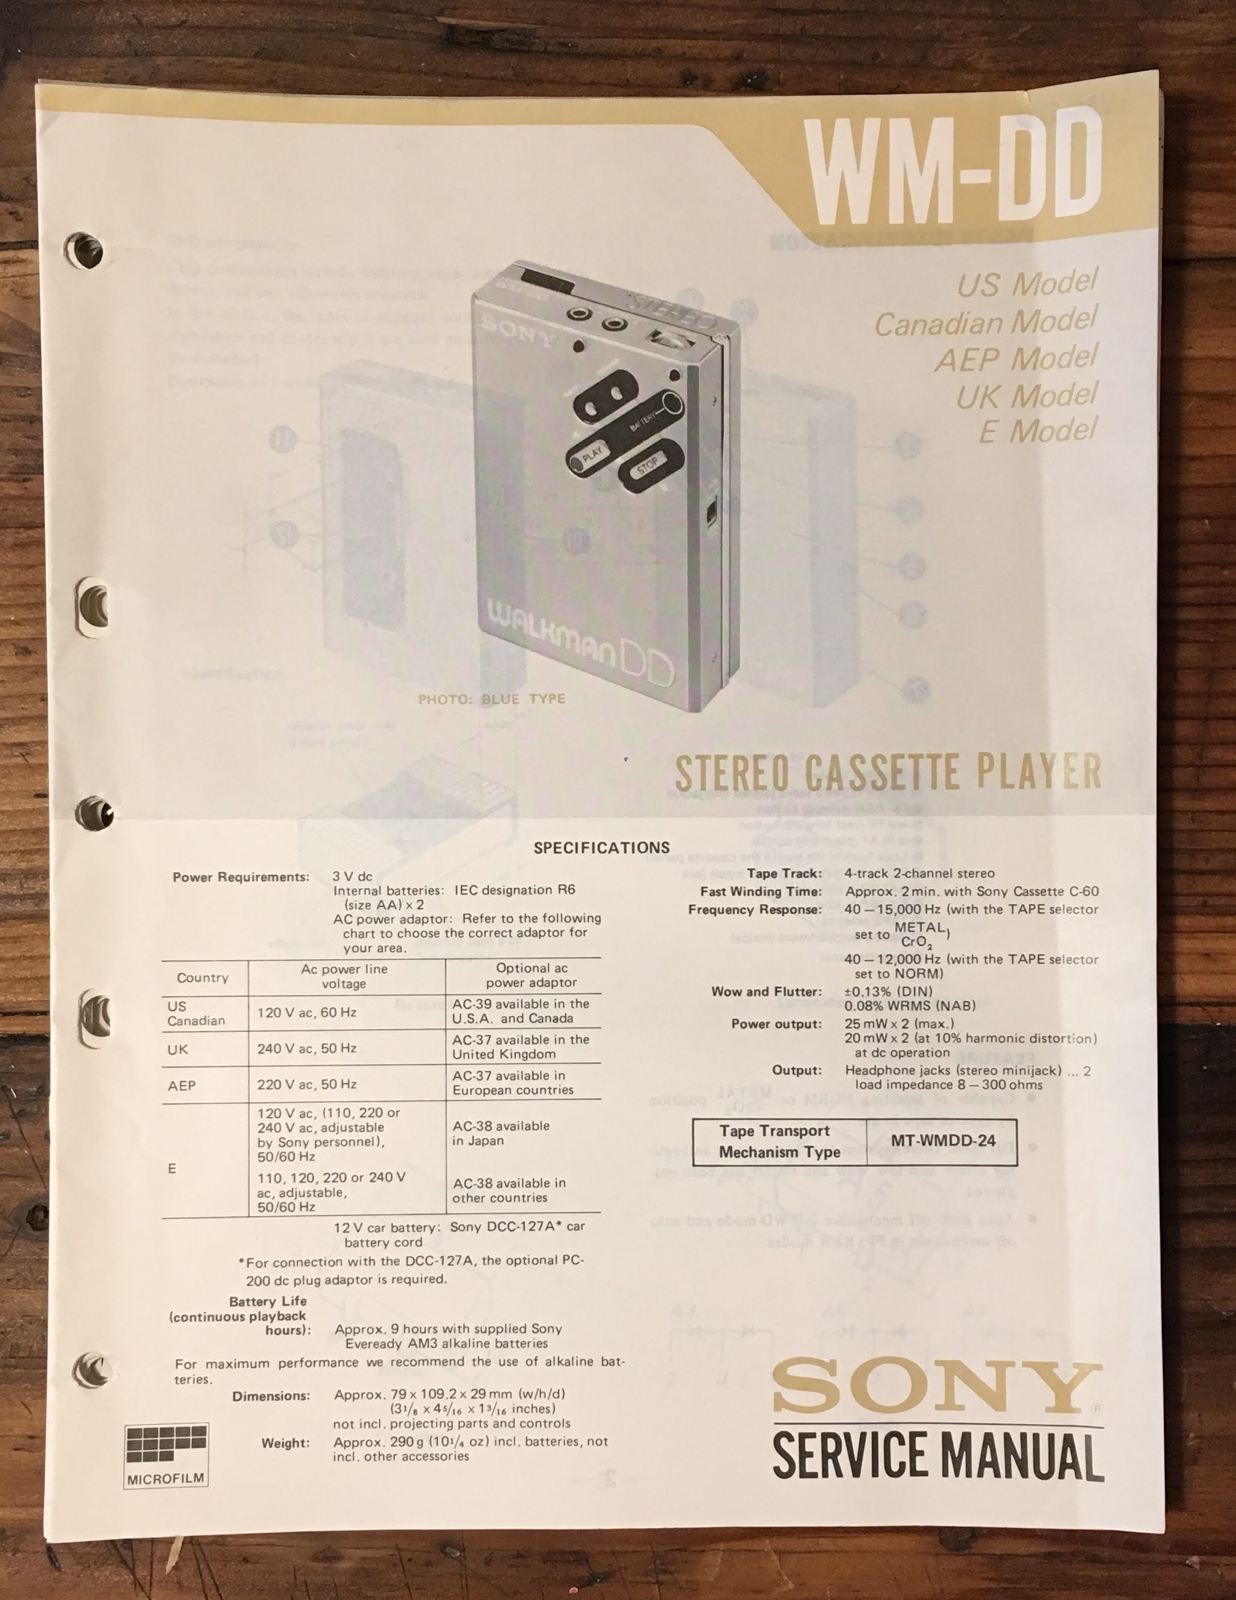 WM-DD
US Model
Canadian Model
AEP Model
UK Model
E Model
WM-DD
STEREO
SONY
BATTERY
PLAY
STOP
WALKMAN DD
PHOTO: BLUE TYPE
STEREO CASSETTE PLAYER
SPECIFICATIONS
Power Requirements: 3 V dc
Internal batteries: IEC designation R6
(size AA) x 2
AC power adaptor: Refer to the following
chart to choose the correct adaptor for
your area.
Country
Ac power line
voltage
Optional ac
power adaptor
US
Canadian
120 V ac, 60 Hz
AC-39 available in the
U.S.A. and Canada
UK
240 V ac, 50 Hz
AC-37 available in the
United Kingdom
AEP
220 V ac, 50 Hz
AC-37 available in
European countries
E
120 V ac, (110, 220 or
240 V ac, adjustable
by Sony personnel),
50/60 Hz
AC-38 available
in Japan
110, 120, 220 or 240 V
ac, adjustable,
50/60 Hz
AC-38 available in
other countries
12 V car battery: Sony DCC-127A* car
battery cord
*For connection with the DCC-127A, the optional PC-
200 dc plug adaptor is required.
Battery Life
(continuous playback
hours): Approx. 9 hours with supplied Sony
Eveready AM3 alkaline batteries
For maximum performance we recommend the use of alkaline bat-
teries.
Dimensions: Approx. 79 x 109.2 x 29 mm (w/h/d)
(3 1/8 x 4 5/16 x 1 3/16 inches)
not incl. projecting parts and controls
Weight: Approx. 290 g (10 1/4 oz) incl. batteries, not
incl. other accessories
MICROFILM
Tape Track: 4-track 2-channel stereo
Fast Winding Time: Approx. 2 min. with Sony Cassette C-60
Frequency Response: 40 – 15,000 Hz (with the TAPE selector
set to METAL
CrO2)
40 – 12,000 Hz (with the TAPE selector
set to NORM)
Wow and Flutter: ±0.13% (DIN)
0.08% WRMS (NAB)
Power output: 25 mW x 2 (max.)
20 mW x 2 (at 10% harmonic distortion)
at dc operation
Output: Headphone jacks (stereo minijack) ... 2
load impedance 8 – 300 ohms
Tape Transport
Mechanism Type
MT-WMDD-24
SONY®
SERVICE MANUAL